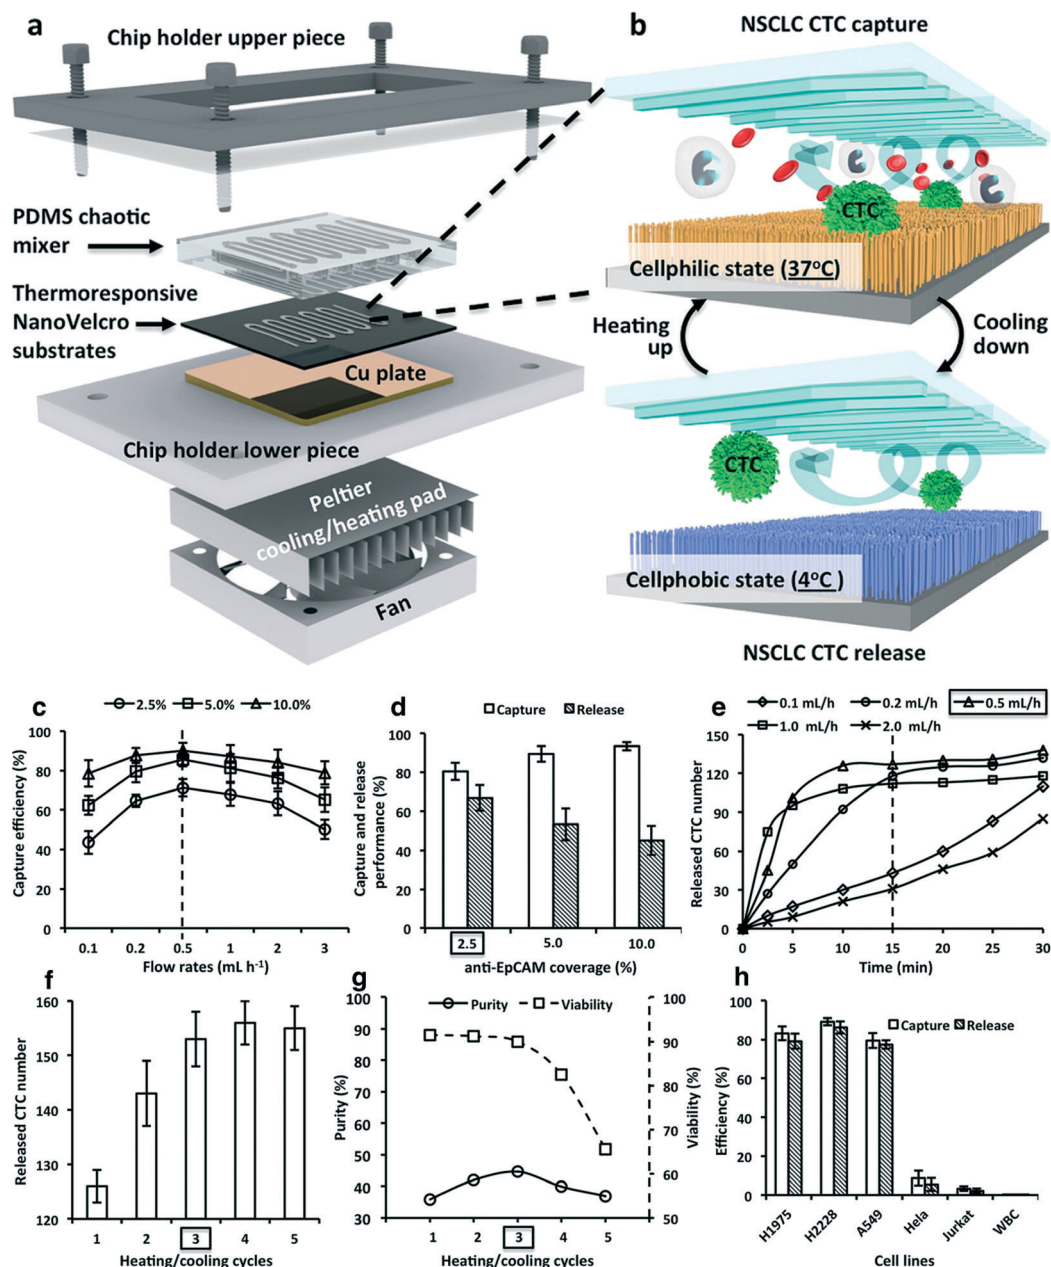 a
Chip holder upper piece
PDMS chaotic
mixer
Thermoresponsive
NanoVelcro
substrates
Cu plate
Chip holder lower piece
Peltier
cooling/heating pad
Fan
b
NSCLC CTC capture
CTC
Cellphilic state (37°C)
Heating
up
Cooling
down
CTC
Cellphobic state (4°C )
NSCLC CTC release
c
2.5% 5.0% 10.0%
Capture efficiency (%)
100
80
60
40
20
0
0.1 0.2 0.5 1 2 3
Flow rates (mL h⁻¹)
d
Capture Release
Capture and release
performance (%)
100
80
60
40
20
0
2.5 5.0 10.0
anti-EpCAM coverage (%)
e
0.1 mL/h 0.2 mL/h 0.5 mL/h
1.0 mL/h 2.0 mL/h
Released CTC number
150
120
90
60
30
0
0 5 10 15 20 25 30
Time (min)
f
Released CTC number
160
150
140
130
120
1 2 3 4 5
Heating/cooling cycles
g
Purity Viability
Purity (%)
100
90
80
70
60
50
40
30
Viability (%)
100
90
80
70
60
50
1 2 3 4 5
Heating/cooling cycles
h
Capture Release
Efficiency (%)
100
80
60
40
20
0
H1975 H2228 A549 Hela Jurkat WBC
Cell lines